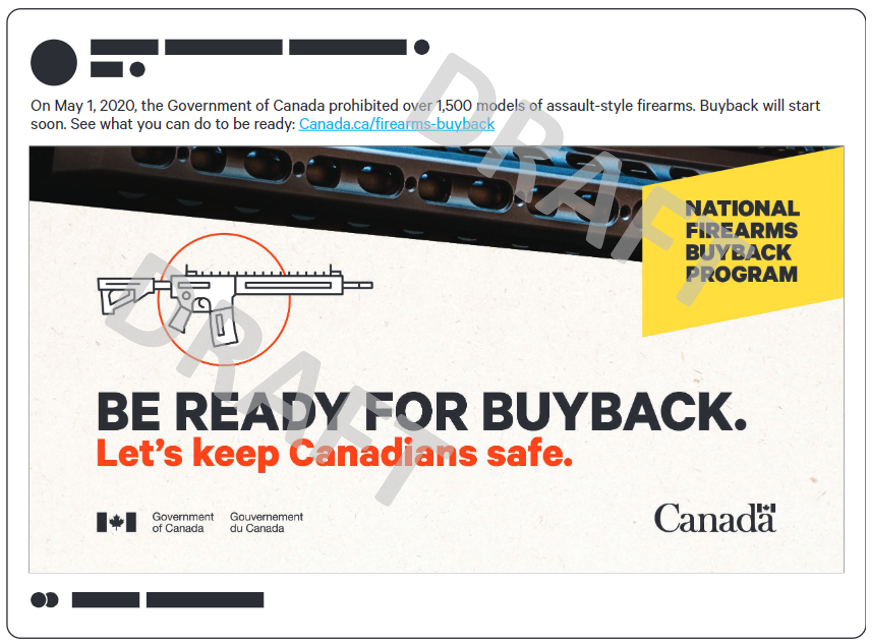 On May 1, 2020, the Government of Canada prohibited over 1,500 models of assault-style firearms. Buyback will start
soon. See what you can do to be ready: Canada.ca/firearms-buyback
DRAFT
NATIONAL
FIREARMS
BUYBACK
PROGRAM
DRAFT
BE READY FOR BUYBACK.
Let's keep Canadians safe.
Government
of Canada
Gouvernement
du Canada
Canada